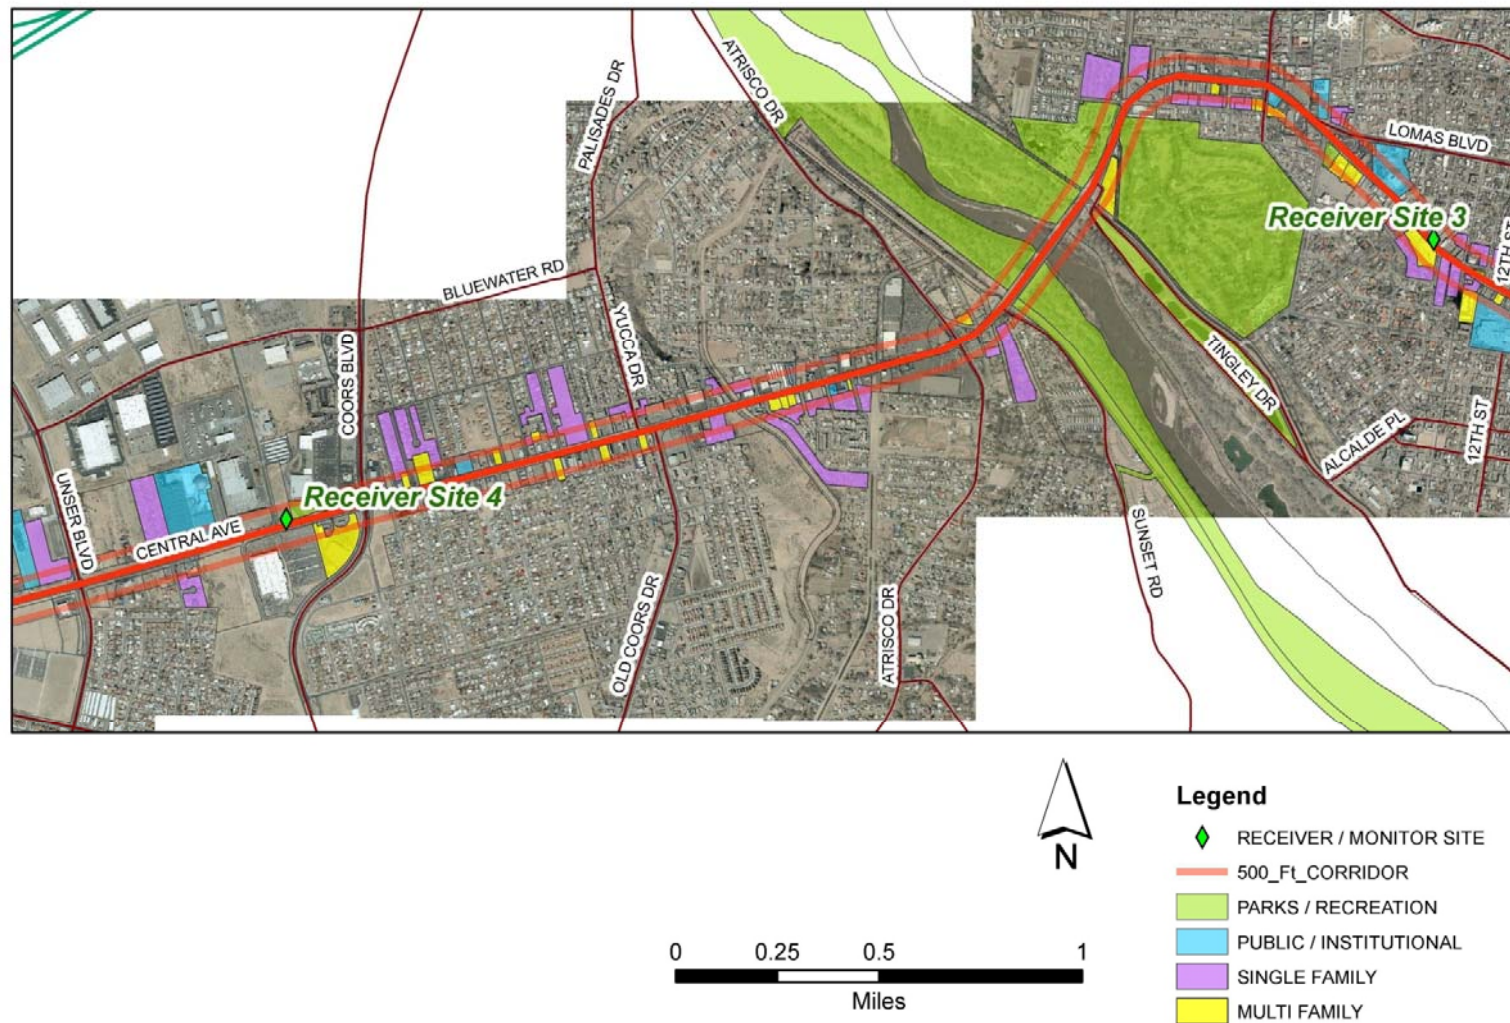 PALISADES DR
ATRISCO DR
LOMAS BLVD
Receiver Site 3
12TH ST
BLUEWATER RD
YUCCA DR
COORS BLVD
TINGLEY DR
ALCALDE PL
12TH ST
UNSER BLVD
CENTRAL AVE
Receiver Site 4
OLD COORS DR
ATRISCO DR
SUNSET RD
N
Legend
RECEIVER / MONITOR SITE
500_Ft_CORRIDOR
PARKS / RECREATION
PUBLIC / INSTITUTIONAL
SINGLE FAMILY
MULTI FAMILY
0 0.25 0.5 1
Miles